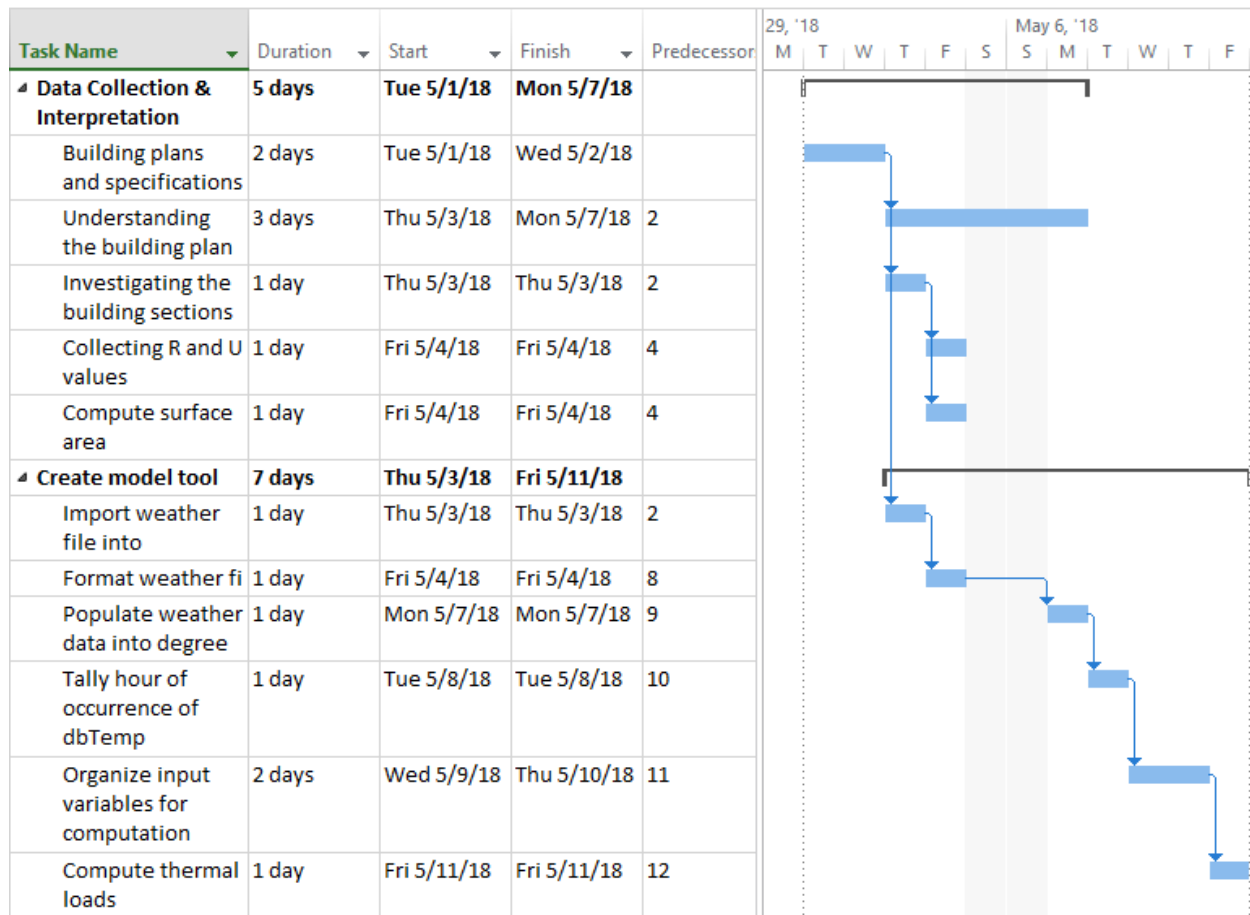 29, '18 May 6, '18
Task Name Duration Start Finish Predecessor M T W T F S S M T W T F
Data Collection & 5 days Tue 5/1/18 Mon 5/7/18
Interpretation
Building plans 2 days Tue 5/1/18 Wed 5/2/18
and specifications
Understanding 3 days Thu 5/3/18 Mon 5/7/18 2
the building plan
Investigating the 1 day Thu 5/3/18 Thu 5/3/18 2
building sections
Collecting R and U 1 day Fri 5/4/18 Fri 5/4/18 4
values
Compute surface 1 day Fri 5/4/18 Fri 5/4/18 4
area
Create model tool 7 days Thu 5/3/18 Fri 5/11/18
Import weather 1 day Thu 5/3/18 Thu 5/3/18 2
file into
Format weather fi 1 day Fri 5/4/18 Fri 5/4/18 8
Populate weather 1 day Mon 5/7/18 Mon 5/7/18 9
data into degree
Tally hour of 1 day Tue 5/8/18 Tue 5/8/18 10
occurrence of
dbTemp
Organize input 2 days Wed 5/9/18 Thu 5/10/18 11
variables for
computation
Compute thermal 1 day Fri 5/11/18 Fri 5/11/18 12
loads